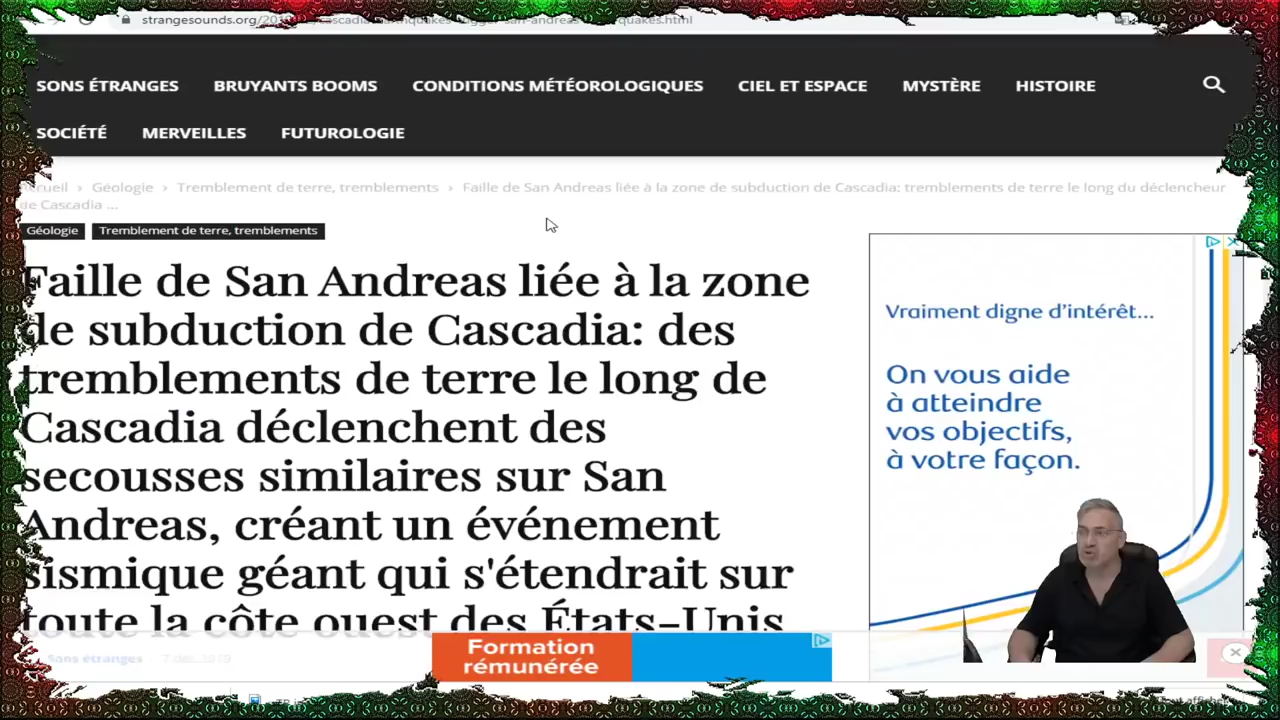 strangesounds.org/20
SONS ÉTRANGES BRUYANTS BOOMS CONDITIONS MÉTÉOROLOGIQUES CIEL ET ESPACE MYSTÈRE HISTOIRE
SOCIÉTÉ MERVEILLES FUTUROLOGIE
Géologie › Tremblement de terre, tremblements › Faille de San Andreas liée à la zone de subduction de Cascadia: tremblements de terre le long du déclencheur
de Cascadia ...
Géologie Tremblement de terre, tremblements
Faille de San Andreas liée à la zone
de subduction de Cascadia: des
tremblements de terre le long de
Cascadia déclenchent des
secousses similaires sur San
Andreas, créant un événement
sismique géant qui s'étendrait sur
toute la côte ouest des États-Unis
Sons étranges 7 déc.2019
Vraiment digne d'intérêt...
On vous aide
à atteindre
vos objectifs,
à votre façon.
Formation
rémunérée